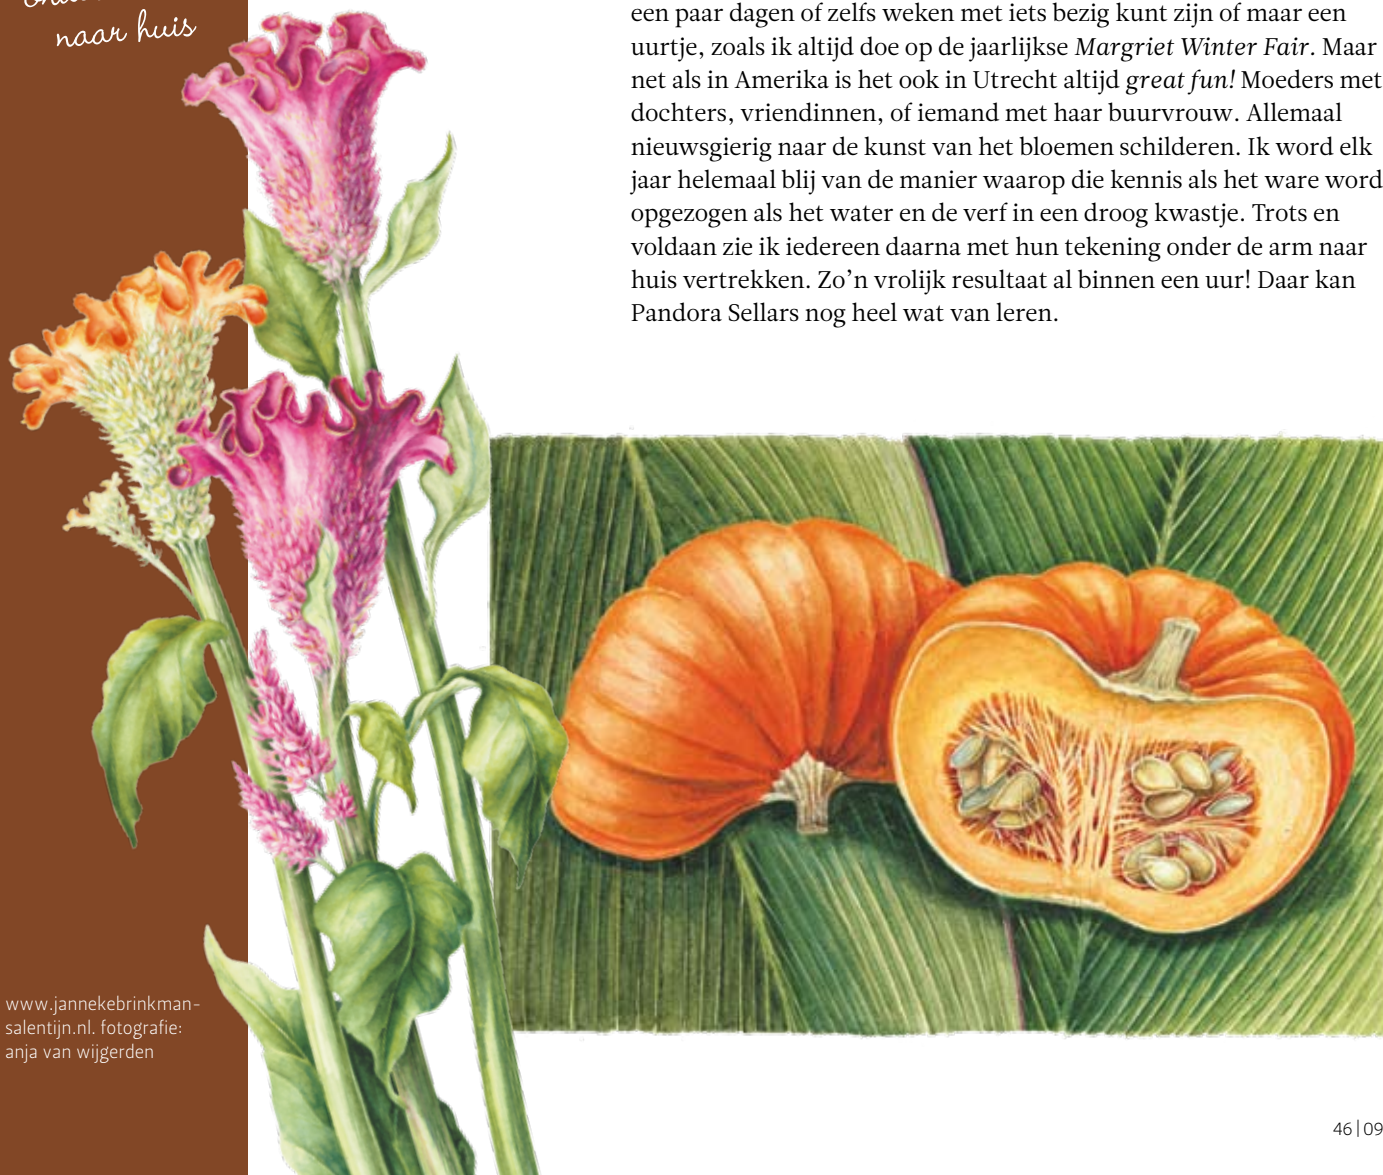 naar huis
een paar dagen of zelfs weken met iets bezig kunt zijn of maar een
uurtje, zoals ik altijd doe op de jaarlijkse Margriet Winter Fair. Maar
net als in Amerika is het ook in Utrecht altijd great fun! Moeders met
dochters, vriendinnen, of iemand met haar buurvrouw. Allemaal
nieuwsgierig naar de kunst van het bloemen schilderen. Ik word elk
jaar helemaal blij van de manier waarop die kennis als het ware word
opgezogen als het water en de verf in een droog kwastje. Trots en
voldaan zie ik iedereen daarna met hun tekening onder de arm naar
huis vertrekken. Zo’n vrolijk resultaat al binnen een uur! Daar kan
Pandora Sellars nog heel wat van leren.
www.jannekebrinkman-
salentijn.nl. fotografie:
anja van wijgerden
46 | 09